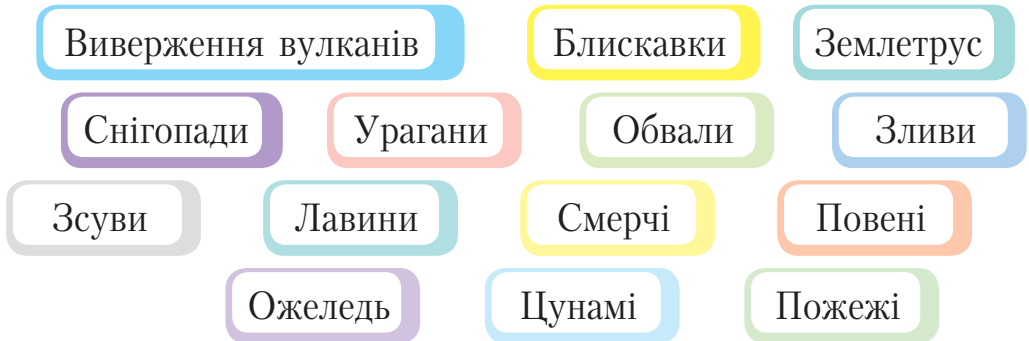 Виверження вулканів Блискавки Землетрус
Снігопади Урагани Обвали Зливи
Зсуви Лавини Смерчі Повені
Ожеледь Цунамі Пожежі